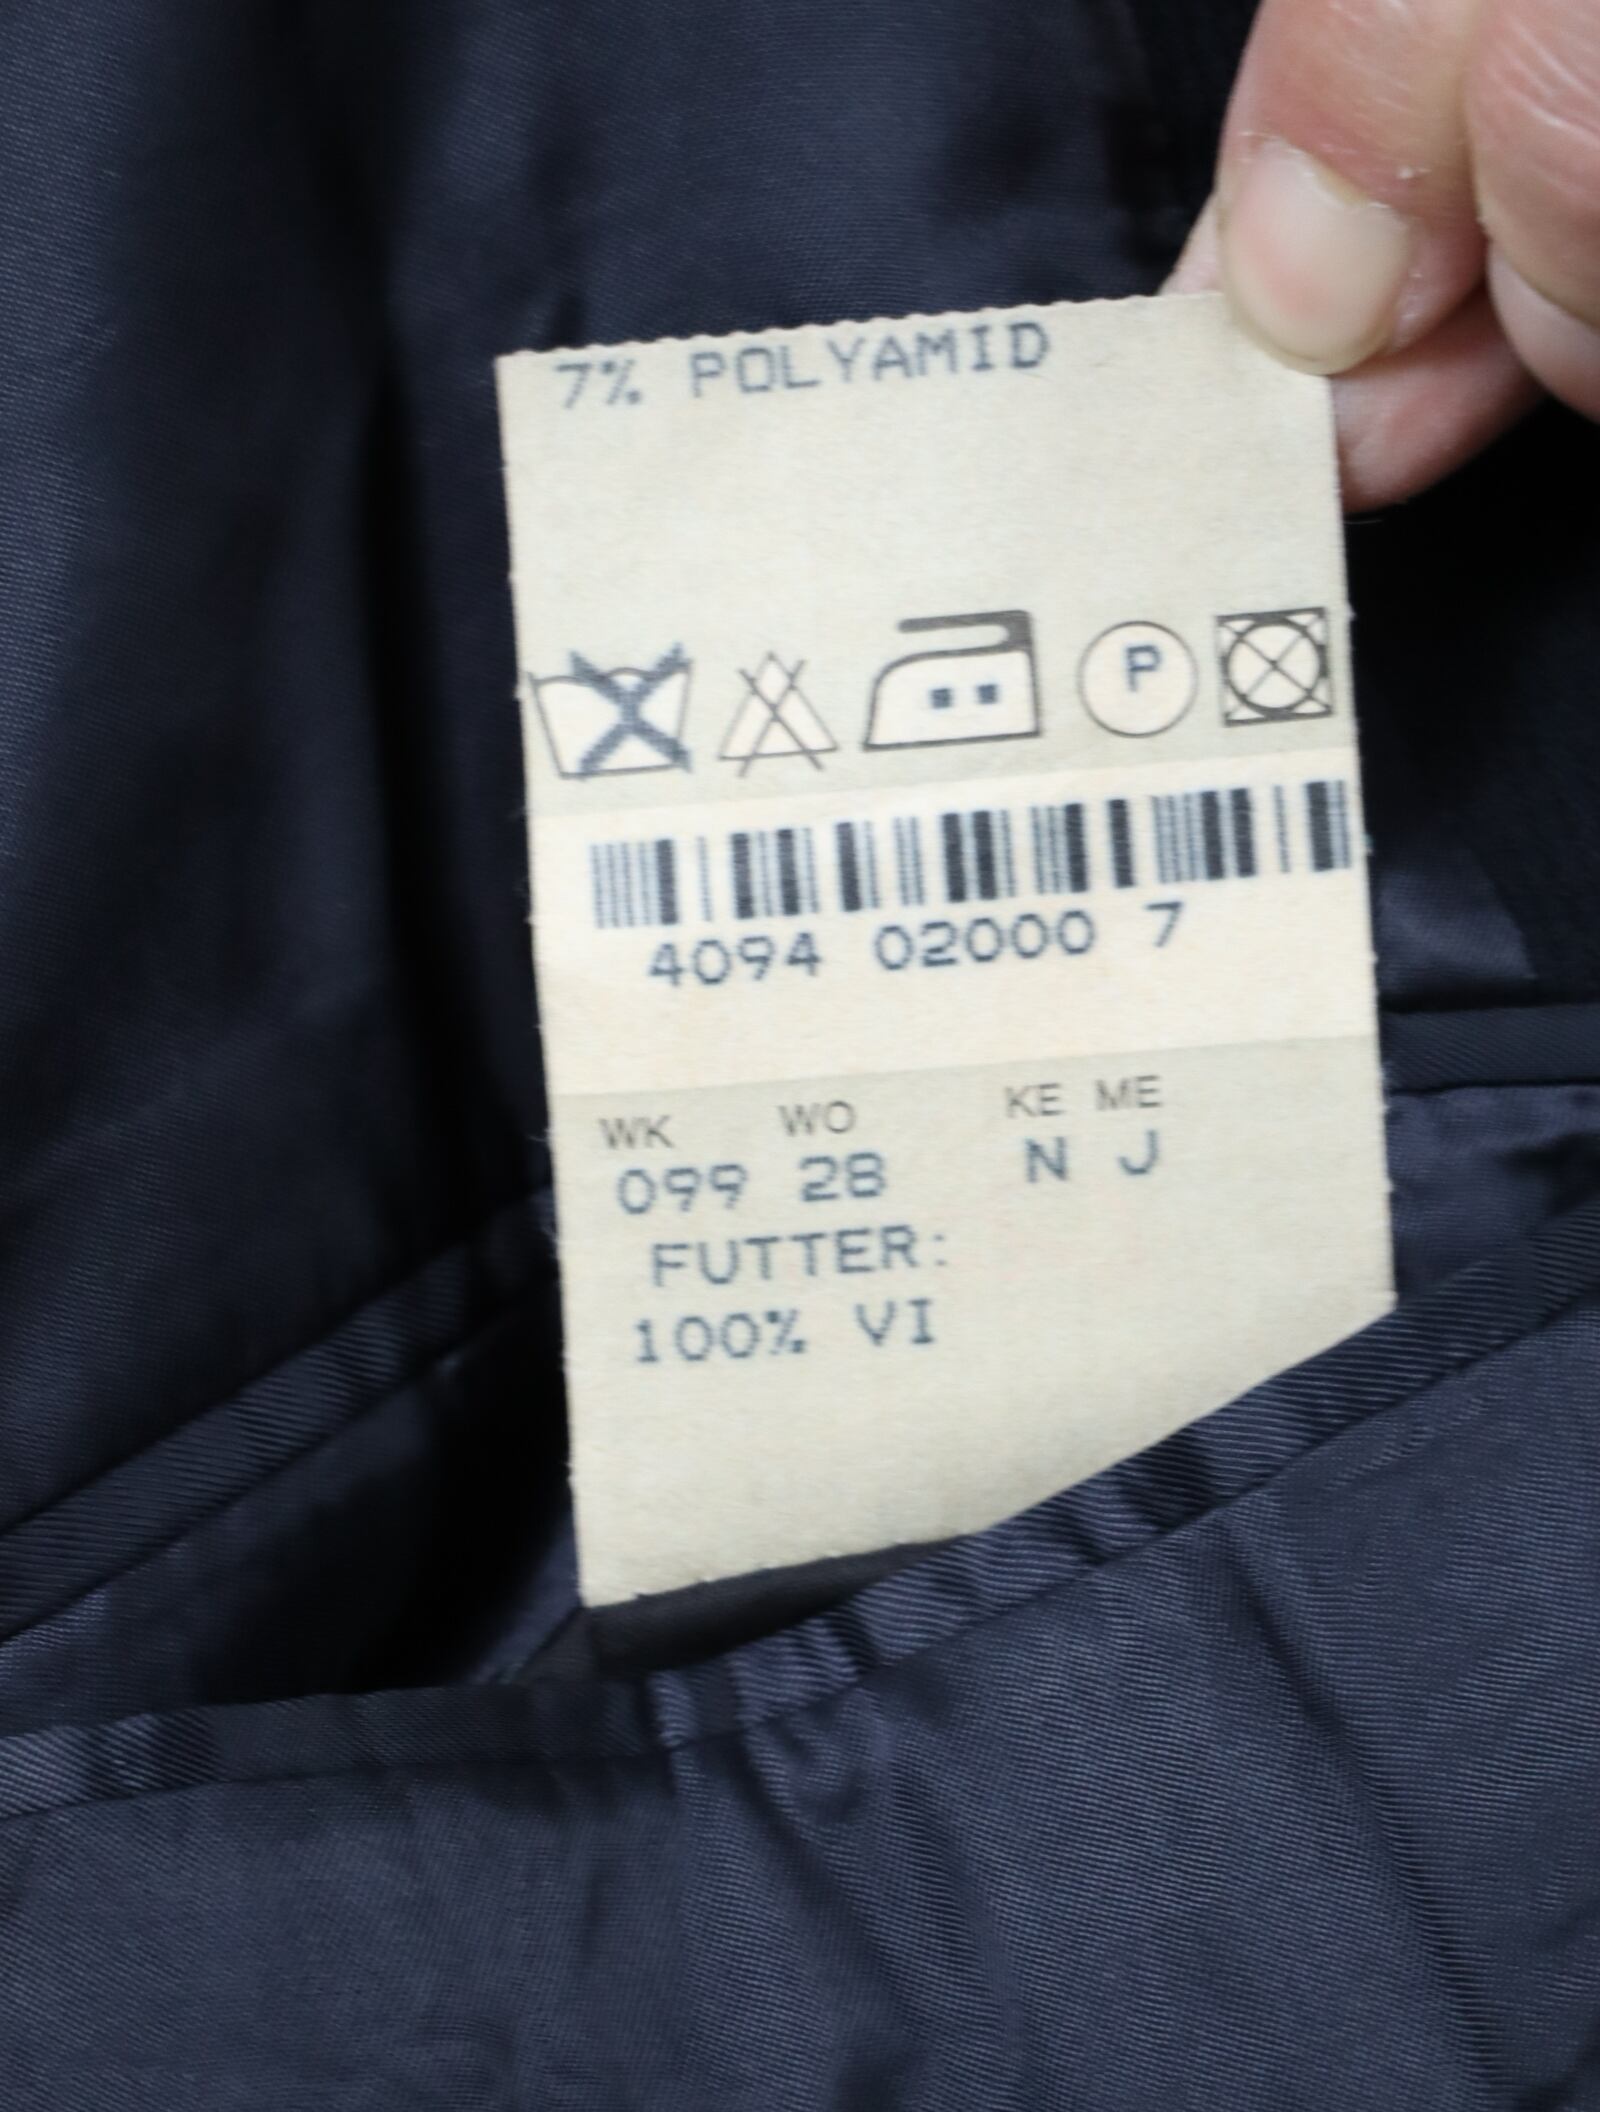 7% POLYAMID
P
4094 02000 7
WK WO KE ME
099 28 N J
FUTTER:
100% VI